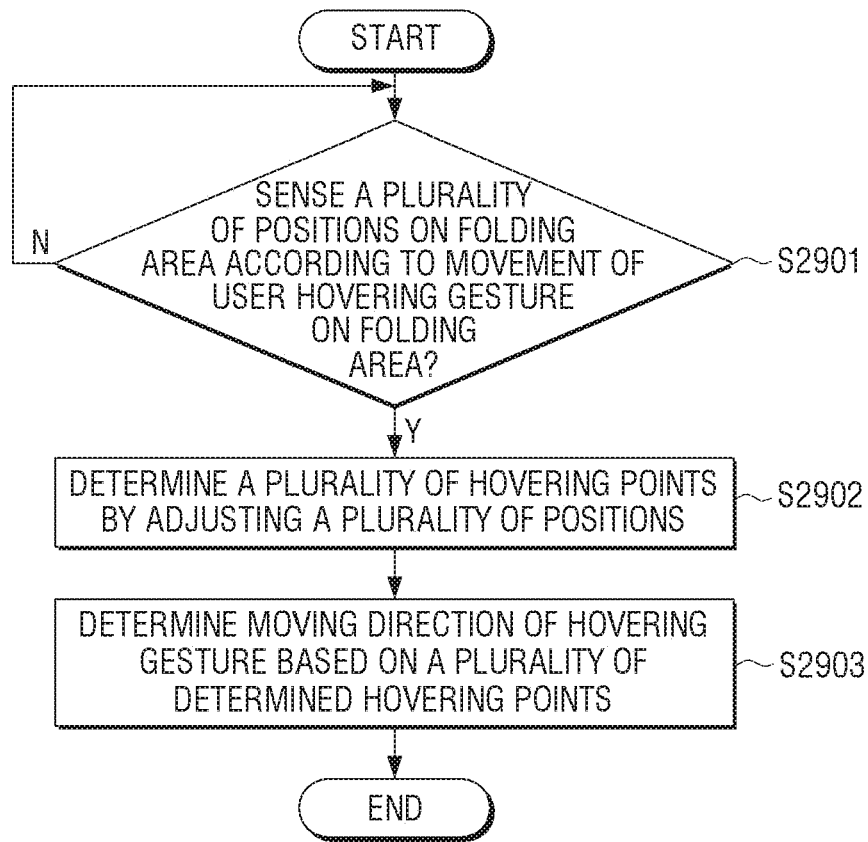 START
SENSE A PLURALITY
OF POSITIONS ON FOLDING
AREA ACCORDING TO MOVEMENT OF
USER HOVERING GESTURE
ON FOLDING
AREA?
N
S2901
Y
DETERMINE A PLURALITY OF HOVERING POINTS
BY ADJUSTING A PLURALITY OF POSITIONS
S2902
DETERMINE MOVING DIRECTION OF HOVERING
GESTURE BASED ON A PLURALITY OF
DETERMINED HOVERING POINTS
S2903
END